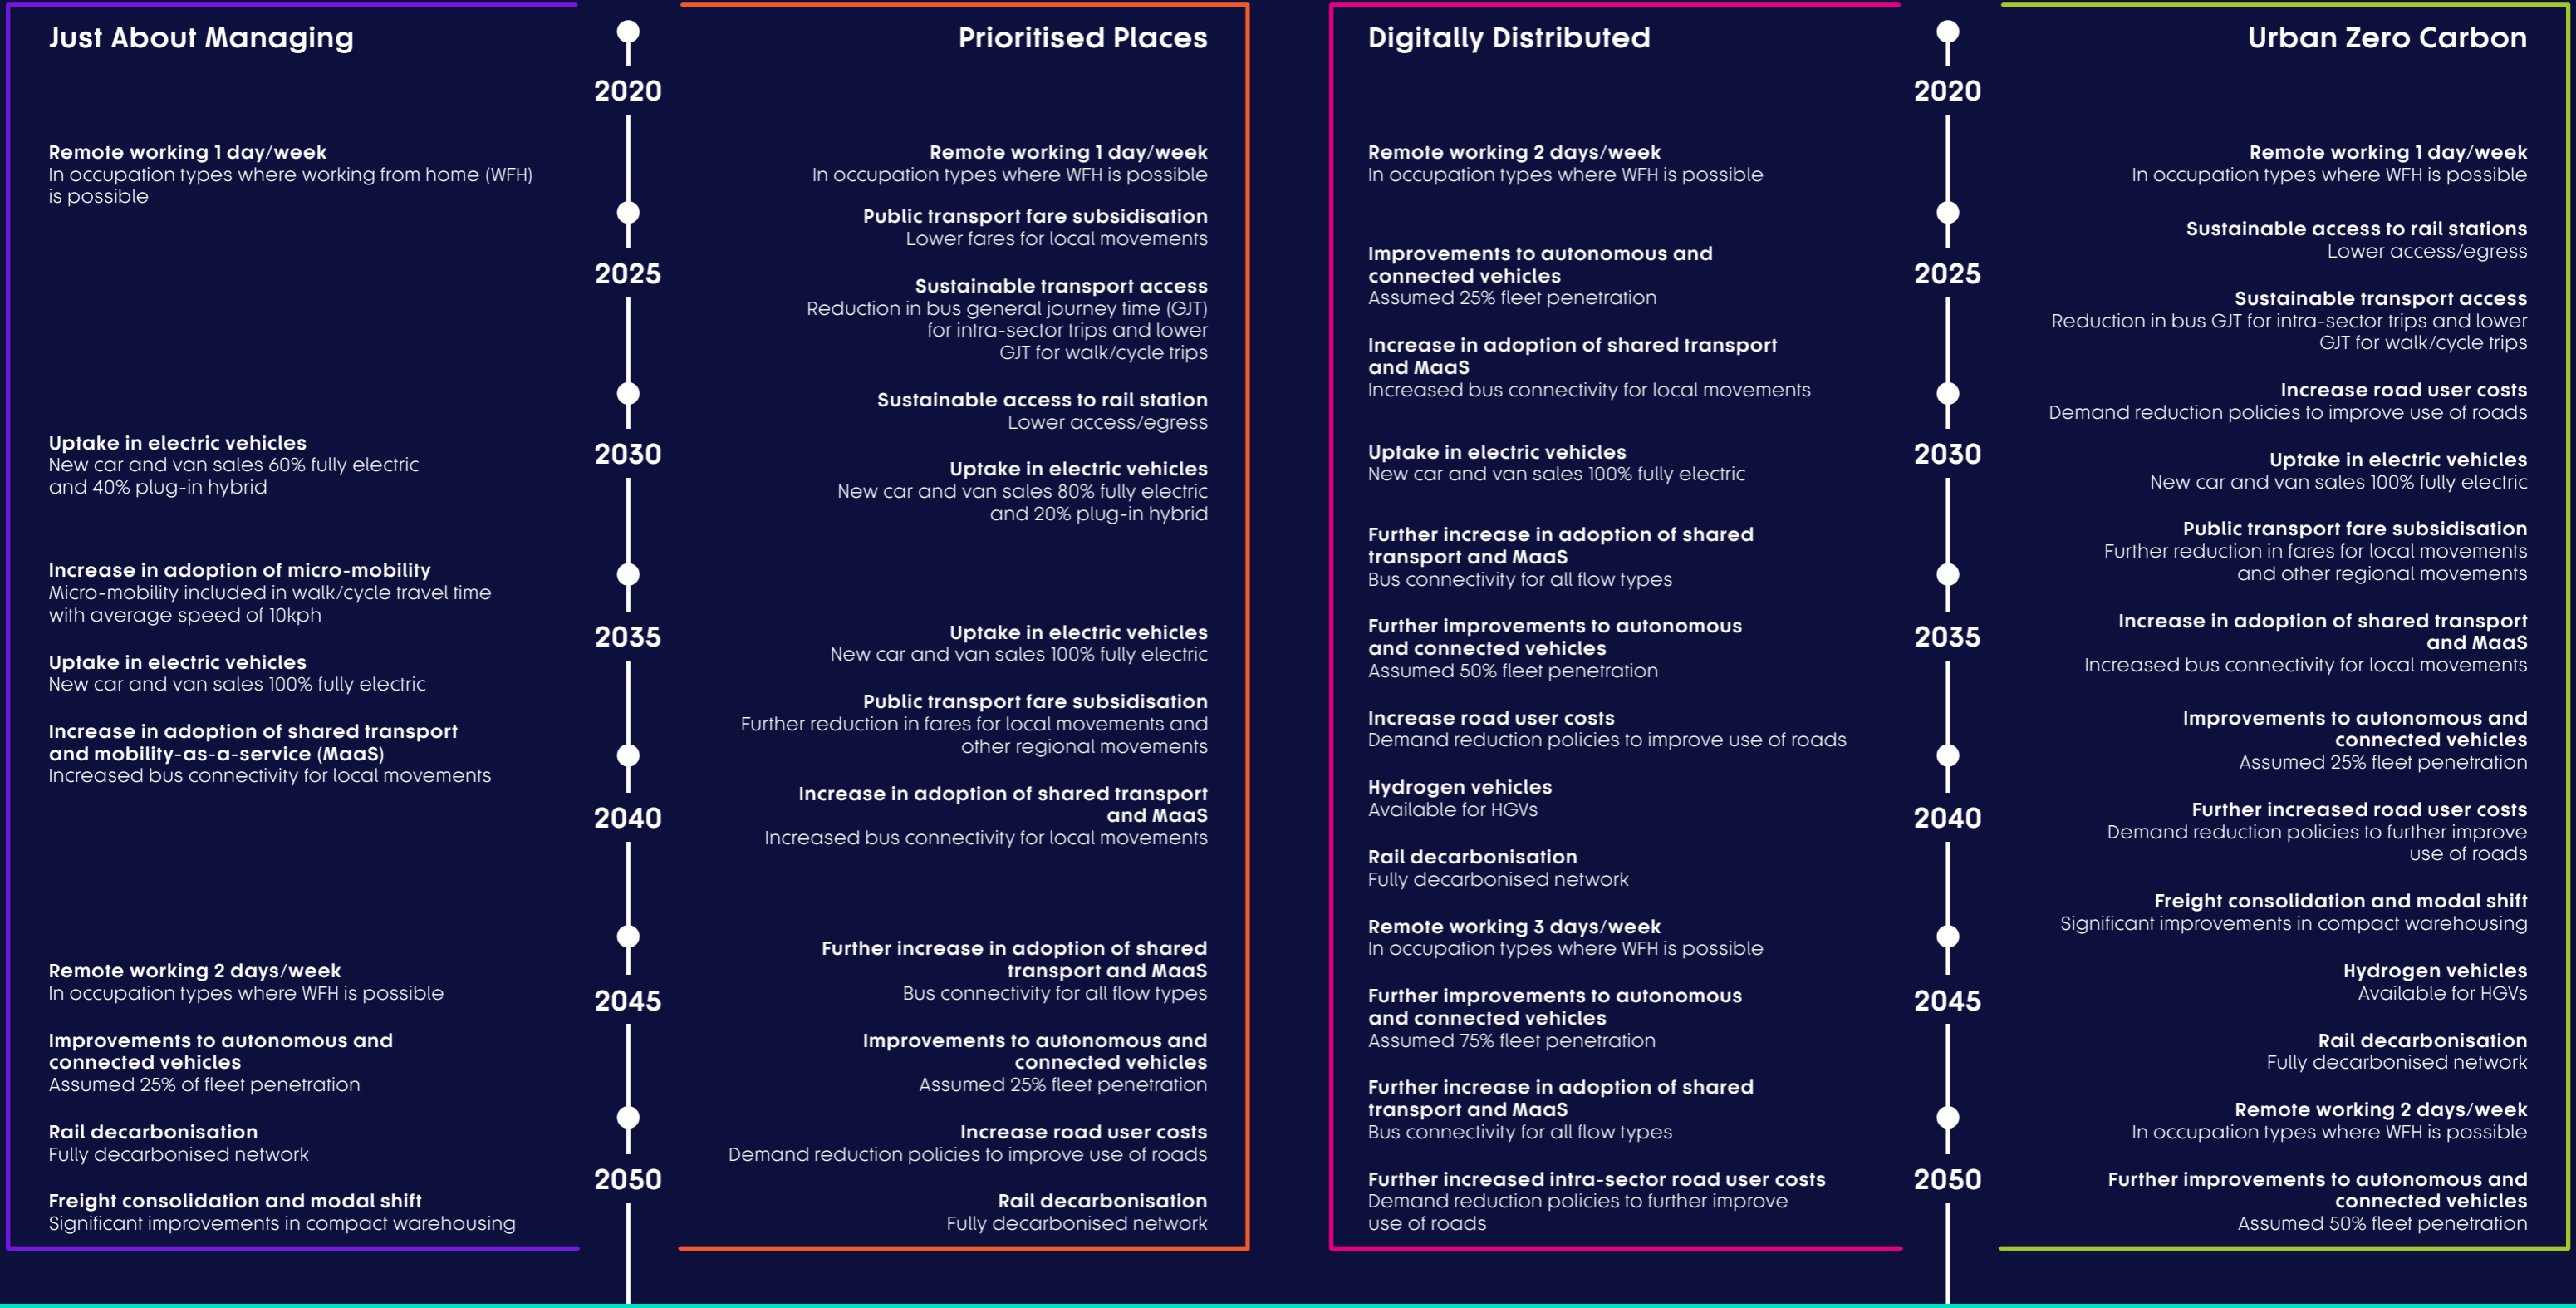 Just About Managing
Remote working 1 day/week
In occupation types where working from home (WFH)
is possible
Uptake in electric vehicles
New car and van sales 60% fully electric
and 40% plug-in hybrid
Increase in adoption of micro-mobility
Micro-mobility included in walk/cycle travel time
with average speed of 10kph
Uptake in electric vehicles
New car and van sales 100% fully electric
Increase in adoption of shared transport
and mobility-as-a-service (MaaS)
Increased bus connectivity for local movements
Remote working 2 days/week
In occupation types where WFH is possible
Improvements to autonomous and
connected vehicles
Assumed 25% of fleet penetration
Rail decarbonisation
Fully decarbonised network
Freight consolidation and modal shift
Significant improvements in compact warehousing
2020
2025
2030
2035
2040
2045
2050
Prioritised Places
Remote working 1 day/week
In occupation types where WFH is possible
Public transport fare subsidisation
Lower fares for local movements
Sustainable transport access
Reduction in bus general journey time (GJT)
for intra-sector trips and lower
GJT for walk/cycle trips
Sustainable access to rail station
Lower access/egress
Uptake in electric vehicles
New car and van sales 80% fully electric
and 20% plug-in hybrid
Uptake in electric vehicles
New car and van sales 100% fully electric
Public transport fare subsidisation
Further reduction in fares for local movements and
other regional movements
Increase in adoption of shared transport
and MaaS
Increased bus connectivity for local movements
Further increase in adoption of shared
transport and MaaS
Bus connectivity for all flow types
Improvements to autonomous and
connected vehicles
Assumed 25% fleet penetration
Increase road user costs
Demand reduction policies to improve use of roads
Rail decarbonisation
Fully decarbonised network
Digitally Distributed
Remote working 2 days/week
In occupation types where WFH is possible
Improvements to autonomous and
connected vehicles
Assumed 25% fleet penetration
Increase in adoption of shared transport
and MaaS
Increased bus connectivity for local movements
Uptake in electric vehicles
New car and van sales 100% fully electric
Further increase in adoption of shared
transport and MaaS
Bus connectivity for all flow types
Further improvements to autonomous
and connected vehicles
Assumed 50% fleet penetration
Increase road user costs
Demand reduction policies to improve use of roads
Hydrogen vehicles
Available for HGVs
Rail decarbonisation
Fully decarbonised network
Remote working 3 days/week
In occupation types where WFH is possible
Further improvements to autonomous
and connected vehicles
Assumed 75% fleet penetration
Further increase in adoption of shared
transport and MaaS
Bus connectivity for all flow types
Further increased intra-sector road user costs
Demand reduction policies to further improve
use of roads
2020
2025
2030
2035
2040
2045
2050
Urban Zero Carbon
Remote working 1 day/week
In occupation types where WFH is possible
Sustainable access to rail stations
Lower access/egress
Sustainable transport access
Reduction in bus GJT for intra-sector trips and lower
GJT for walk/cycle trips
Increase road user costs
Demand reduction policies to improve use of roads
Uptake in electric vehicles
New car and van sales 100% fully electric
Public transport fare subsidisation
Further reduction in fares for local movements
and other regional movements
Increase in adoption of shared transport
and MaaS
Increased bus connectivity for local movements
Improvements to autonomous and
connected vehicles
Assumed 25% fleet penetration
Further increased road user costs
Demand reduction policies to further improve
use of roads
Freight consolidation and modal shift
Significant improvements in compact warehousing
Hydrogen vehicles
Available for HGVs
Rail decarbonisation
Fully decarbonised network
Remote working 2 days/week
In occupation types where WFH is possible
Further improvements to autonomous and
connected vehicles
Assumed 50% fleet penetration